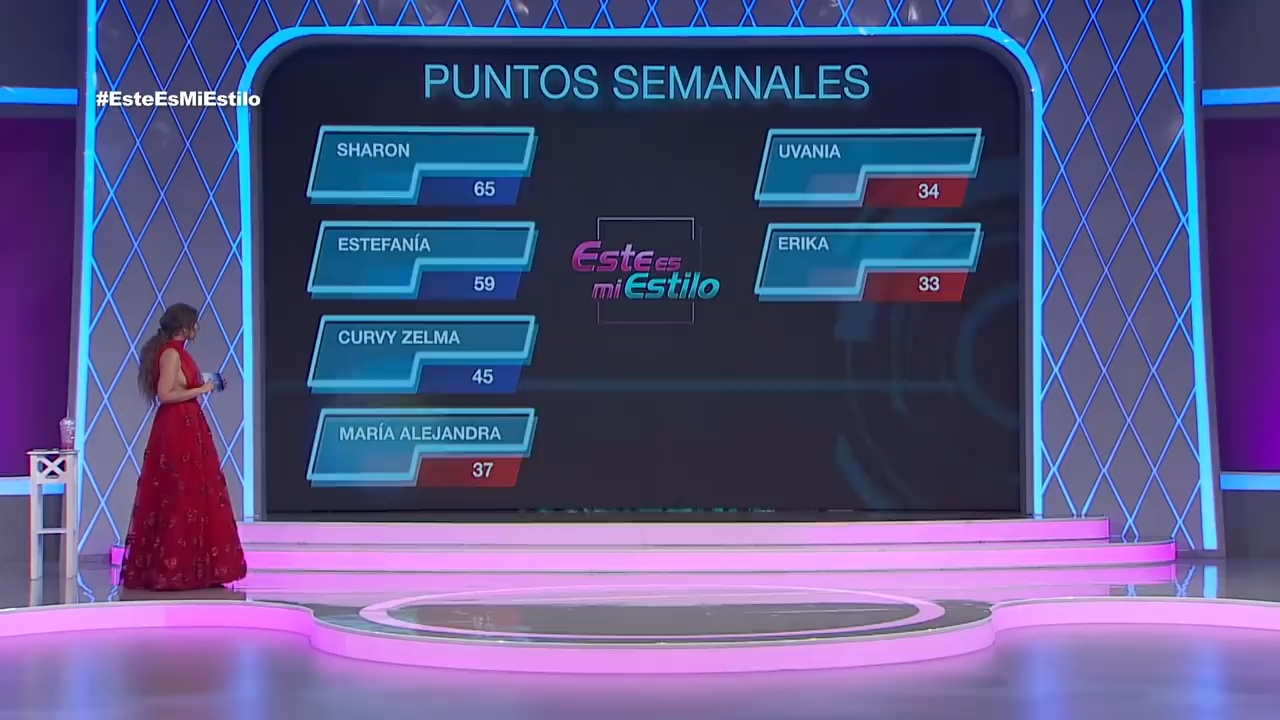 #EsteEsMiEstilo
PUNTOS SEMANALES
SHARON
65
ESTEFANÍA
59
CURVY ZELMA
45
MARÍA ALEJANDRA
37
Este es
mi Estilo
UVANIA
34
ERIKA
33